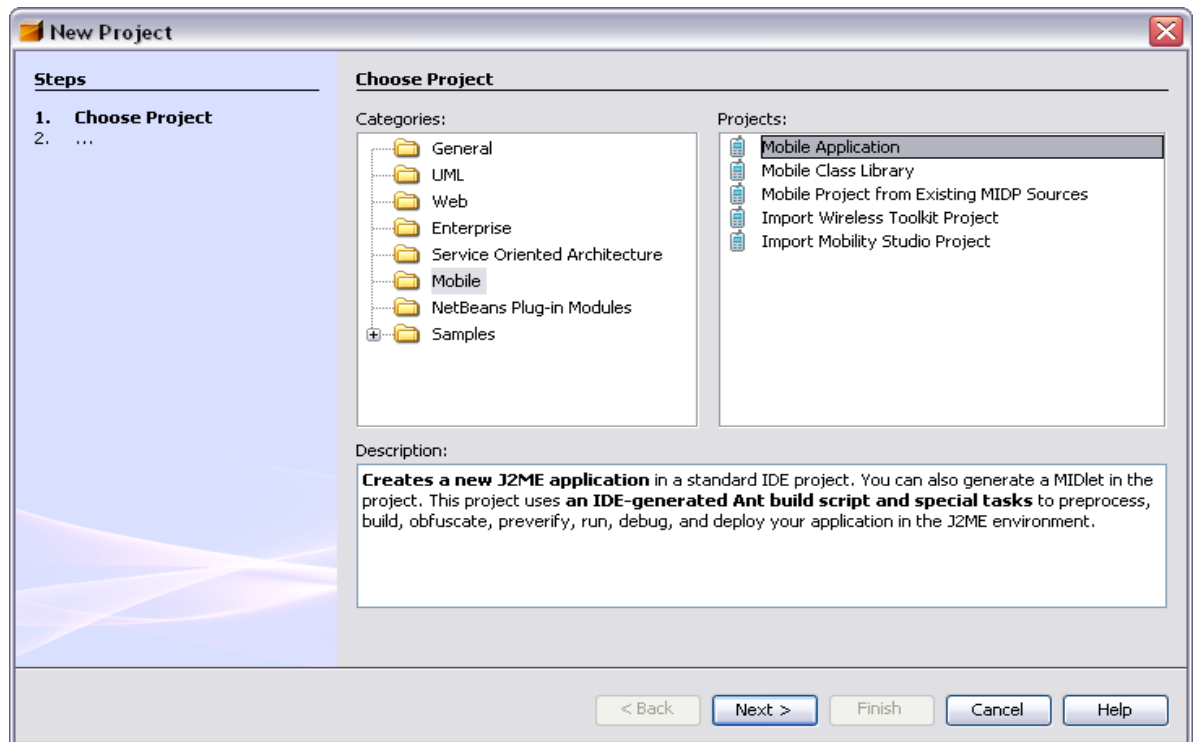 New Project
Steps
1. Choose Project
2. ...
Choose Project
Categories:
General
UML
Web
Enterprise
Service Oriented Architecture
Mobile
NetBeans Plug-in Modules
Samples
Projects:
Mobile Application
Mobile Class Library
Mobile Project from Existing MIDP Sources
Import Wireless Toolkit Project
Import Mobility Studio Project
Description:
Creates a new J2ME application in a standard IDE project. You can also generate a MIDlet in the
project. This project uses an IDE-generated Ant build script and special tasks to preprocess,
build, obfuscate, preverify, run, debug, and deploy your application in the J2ME environment.
< Back
Next >
Finish
Cancel
Help